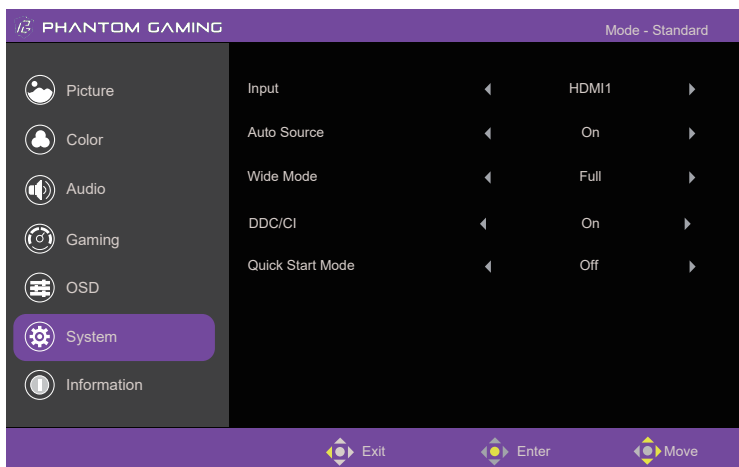 PHANTOM GAMING
Mode - Standard
Picture
Color
Audio
Gaming
OSD
System
Information
Input HDMI1
Auto Source On
Wide Mode Full
DDC/CI On
Quick Start Mode Off
Exit Enter Move